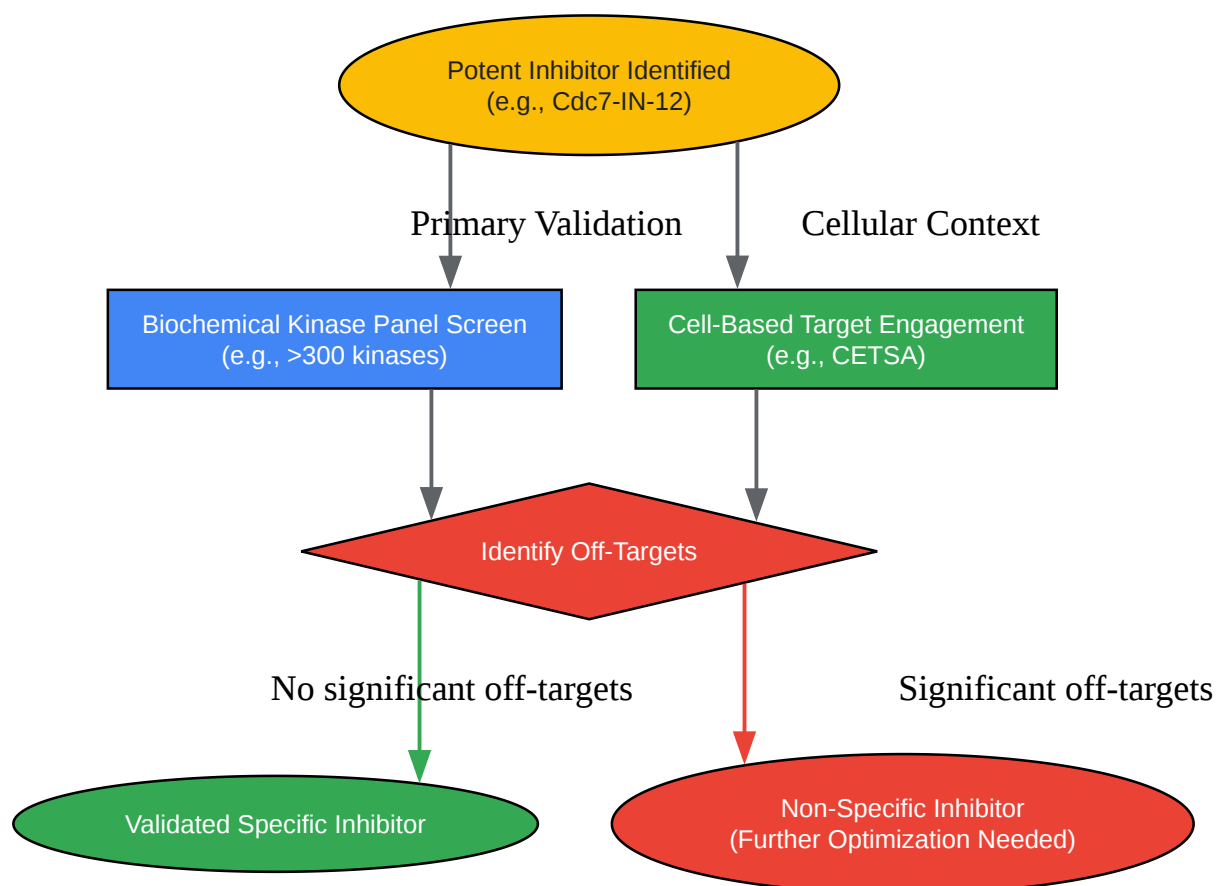 Potent Inhibitor Identified
(e.g., Cdc7-IN-12)
Primary Validation
Cellular Context
Biochemical Kinase Panel Screen
(e.g., >300 kinases)
Cell-Based Target Engagement
(e.g., CETSA)
Identify Off-Targets
No significant off-targets
Significant off-targets
Validated Specific Inhibitor
Non-Specific Inhibitor
(Further Optimization Needed)